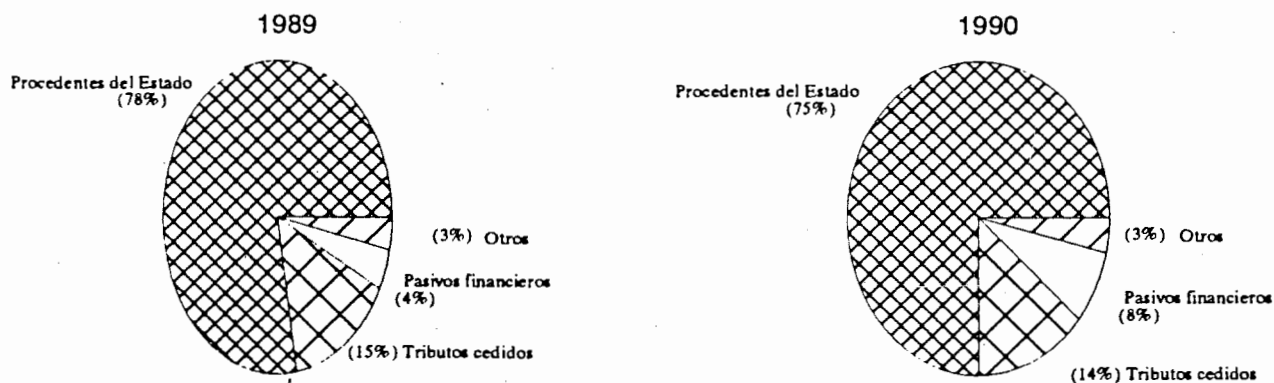 1989
Procedentes del Estado
(78%)
(3%) Otros
Pasivos financieros
(4%)
(15%) Tributos cedidos
1990
Procedentes del Estado
(75%)
(3%) Otros
Pasivos financieros
(8%)
(14%) Tributos cedidos